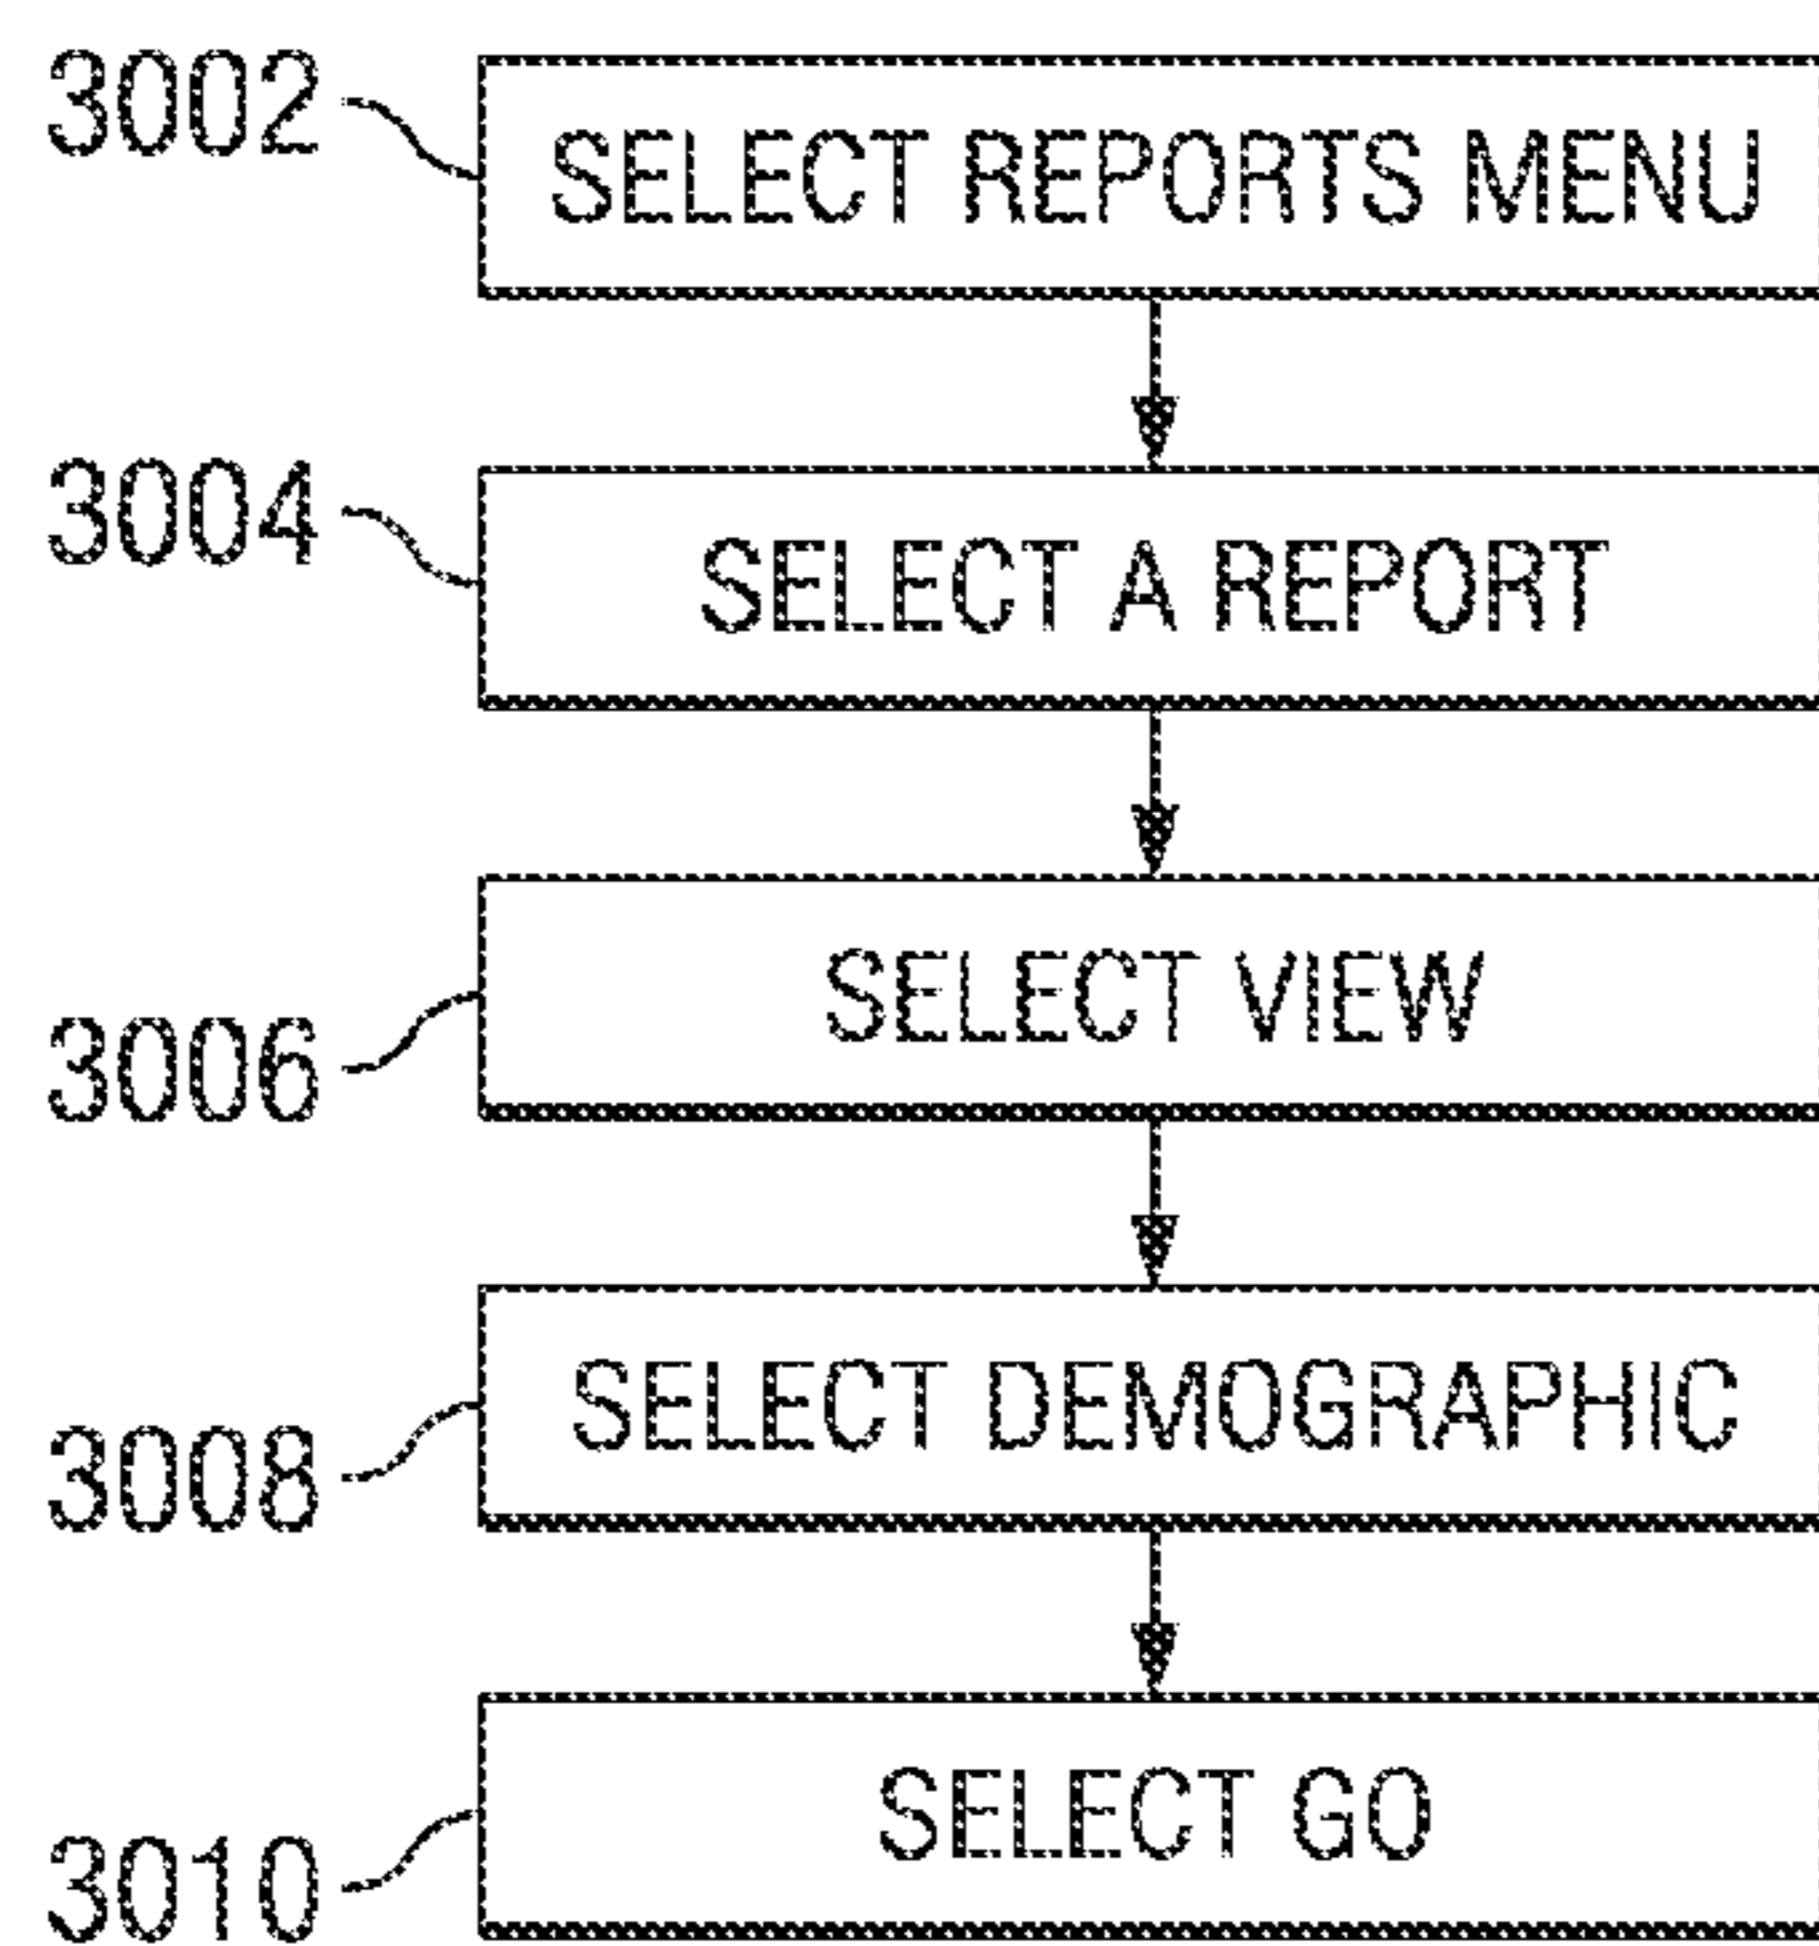 3002
SELECT REPORTS MENU
3004
SELECT A REPORT
SELECT VIEW
3006
SELECT DEMOGRAPHIC
3008
SELECT GO
3010